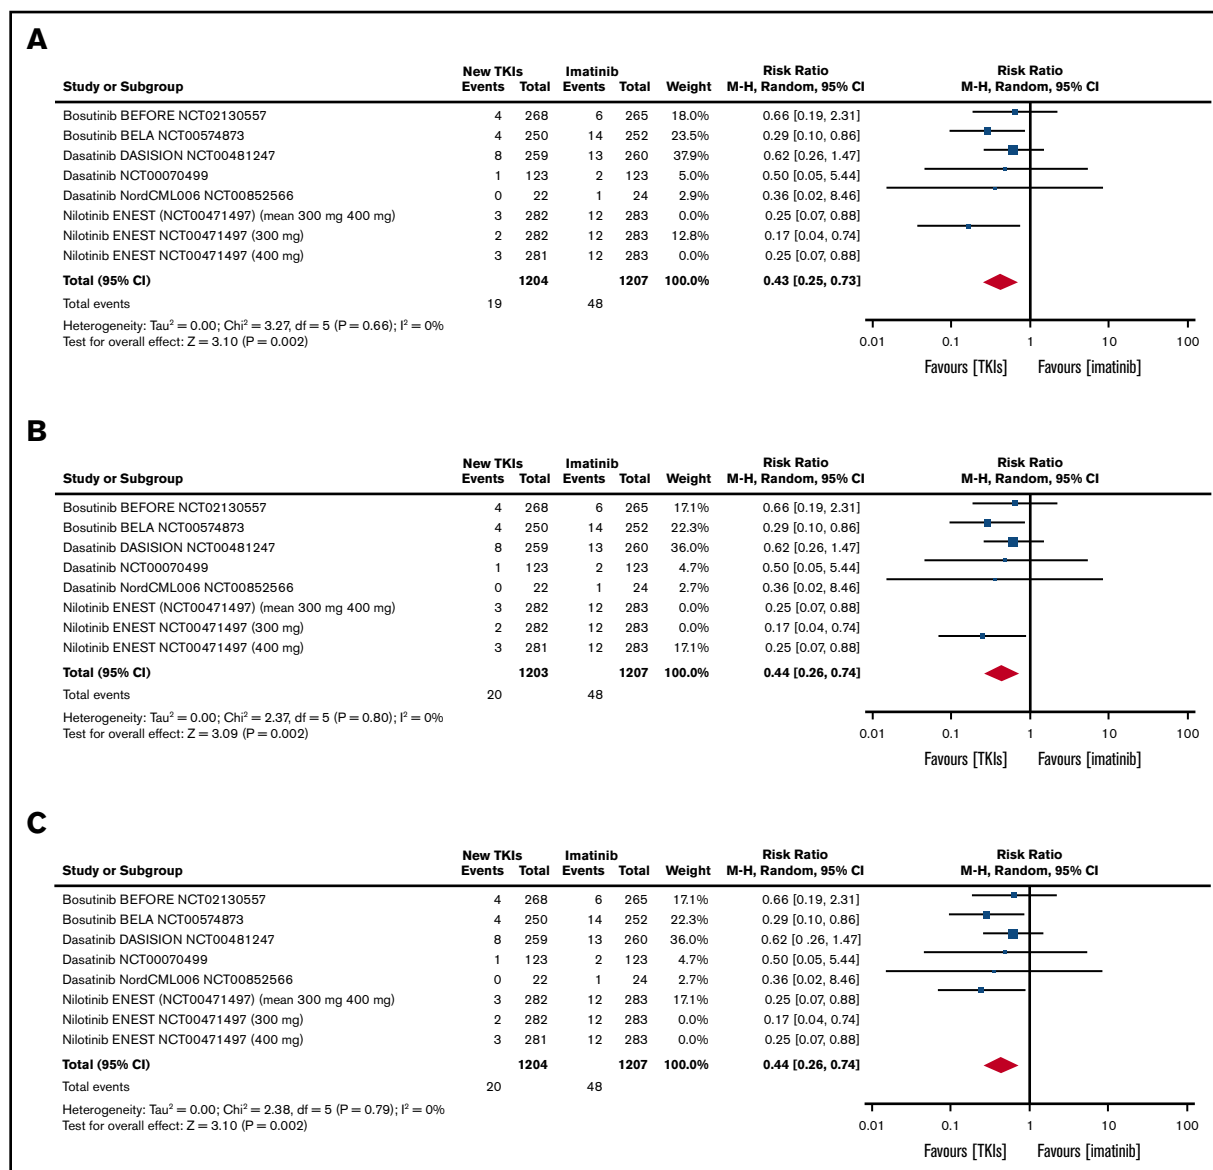 A
New TKIs Imatinib Risk Ratio Risk Ratio
Study or Subgroup Events Total Events Total Weight M-H, Random, 95% CI M-H, Random, 95% CI
Bosutinib BEFORE NCT02130557 4 268 6 265 18.0% 0.66 [0.19, 2.31]
Bosutinib BELA NCT00574873 4 250 14 252 23.5% 0.29 [0.10, 0.86]
Dasatinib DASISION NCT00481247 8 259 13 260 37.9% 0.62 [0.26, 1.47]
Dasatinib NCT00070499 1 123 2 123 5.0% 0.50 [0.05, 5.44]
Dasatinib NordCML006 NCT00852566 0 22 1 24 2.9% 0.36 [0.02, 8.46]
Nilotinib ENEST (NCT00471497) (mean 300 mg 400 mg) 3 282 12 283 0.0% 0.25 [0.07, 0.88]
Nilotinib ENEST NCT00471497 (300 mg) 2 282 12 283 12.8% 0.17 [0.04, 0.74]
Nilotinib ENEST NCT00471497 (400 mg) 3 281 12 283 0.0% 0.25 [0.07, 0.88]
Total (95% CI) 1204 1207 100.0% 0.43 [0.25, 0.73]
Total events 19 48
Heterogeneity: Tau² = 0.00; Chi² = 3.27, df = 5 (P = 0.66); I² = 0%
Test for overall effect: Z = 3.10 (P = 0.002)
0.01 0.1 1 10 100
Favours [TKIs] Favours [imatinib]
B
New TKIs Imatinib Risk Ratio Risk Ratio
Study or Subgroup Events Total Events Total Weight M-H, Random, 95% CI M-H, Random, 95% CI
Bosutinib BEFORE NCT02130557 4 268 6 265 17.1% 0.66 [0.19, 2.31]
Bosutinib BELA NCT00574873 4 250 14 252 22.3% 0.29 [0.10, 0.86]
Dasatinib DASISION NCT00481247 8 259 13 260 36.0% 0.62 [0.26, 1.47]
Dasatinib NCT00070499 1 123 2 123 4.7% 0.50 [0.05, 5.44]
Dasatinib NordCML006 NCT00852566 0 22 1 24 2.7% 0.36 [0.02, 8.46]
Nilotinib ENEST (NCT00471497) (mean 300 mg 400 mg) 3 282 12 283 0.0% 0.25 [0.07, 0.88]
Nilotinib ENEST NCT00471497 (300 mg) 2 282 12 283 0.0% 0.17 [0.04, 0.74]
Nilotinib ENEST NCT00471497 (400 mg) 3 281 12 283 17.1% 0.25 [0.07, 0.88]
Total (95% CI) 1203 1207 100.0% 0.44 [0.26, 0.74]
Total events 20 48
Heterogeneity: Tau² = 0.00; Chi² = 2.37, df = 5 (P = 0.80); I² = 0%
Test for overall effect: Z = 3.09 (P = 0.002)
0.01 0.1 1 10 100
Favours [TKIs] Favours [imatinib]
C
New TKIs Imatinib Risk Ratio Risk Ratio
Study or Subgroup Events Total Events Total Weight M-H, Random, 95% CI M-H, Random, 95% CI
Bosutinib BEFORE NCT02130557 4 268 6 265 17.1% 0.66 [0.19, 2.31]
Bosutinib BELA NCT00574873 4 250 14 252 22.3% 0.29 [0.10, 0.86]
Dasatinib DASISION NCT00481247 8 259 13 260 36.0% 0.62 [0 .26, 1.47]
Dasatinib NCT00070499 1 123 2 123 4.7% 0.50 [0.05, 5.44]
Dasatinib NordCML006 NCT00852566 0 22 1 24 2.7% 0.36 [0.02, 8.46]
Nilotinib ENEST (NCT00471497) (mean 300 mg 400 mg) 3 282 12 283 17.1% 0.25 [0.07, 0.88]
Nilotinib ENEST NCT00471497 (300 mg) 2 282 12 283 0.0% 0.17 [0.04, 0.74]
Nilotinib ENEST NCT00471497 (400 mg) 3 281 12 283 0.0% 0.25 [0.07, 0.88]
Total (95% CI) 1204 1207 100.0% 0.44 [0.26, 0.74]
Total events 20 48
Heterogeneity: Tau² = 0.00; Chi² = 2.38, df = 5 (P = 0.79); I² = 0%
Test for overall effect: Z = 3.10 (P = 0.002)
0.01 0.1 1 10 100
Favours [TKIs] Favours [imatinib]